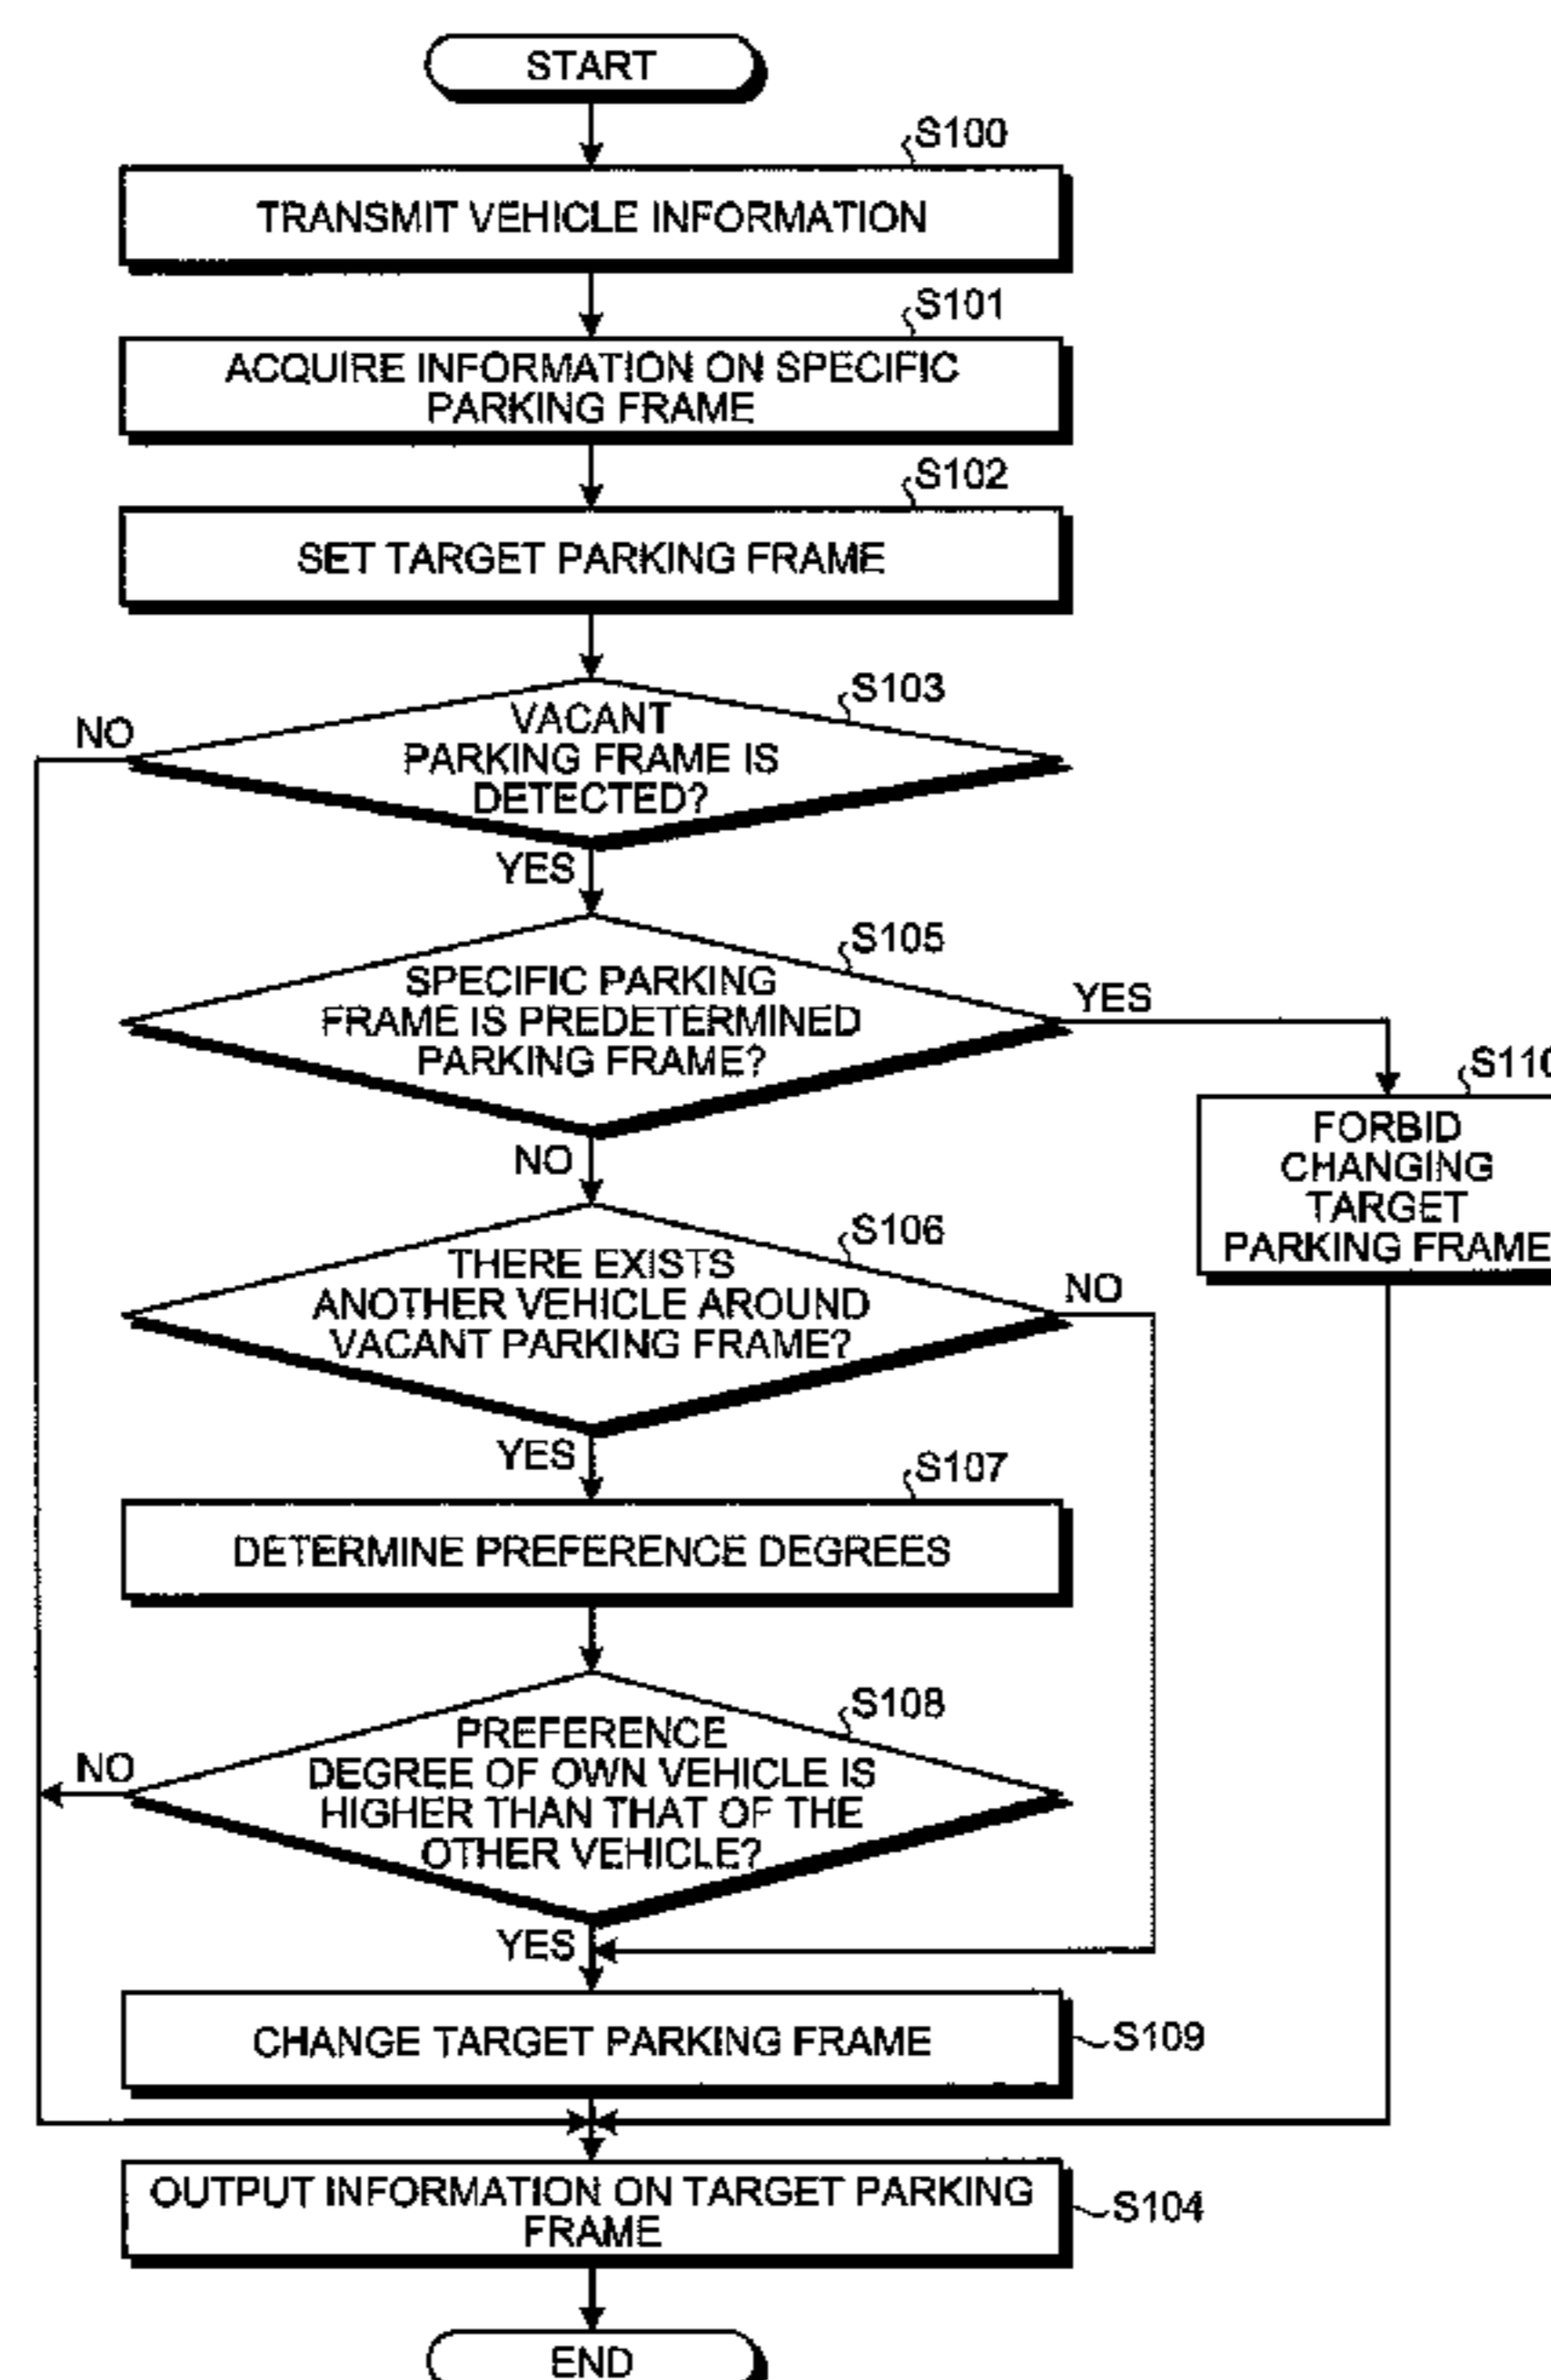 START
S100
TRANSMIT VEHICLE INFORMATION
S101
ACQUIRE INFORMATION ON SPECIFIC
PARKING FRAME
S102
SET TARGET PARKING FRAME
S103
NO
VACANT
PARKING FRAME IS
DETECTED?
YES
S105
SPECIFIC PARKING
FRAME IS PREDETERMINED
PARKING FRAME?
YES
NO
S110
FORBID
CHANGING
TARGET
PARKING FRAME
S106
THERE EXISTS
ANOTHER VEHICLE AROUND
VACANT PARKING FRAME?
NO
YES
S107
DETERMINE PREFERENCE DEGREES
S108
PREFERENCE
DEGREE OF OWN VEHICLE IS
HIGHER THAN THAT OF THE
OTHER VEHICLE?
NO
YES
CHANGE TARGET PARKING FRAME
S109
OUTPUT INFORMATION ON TARGET PARKING
FRAME
S104
END